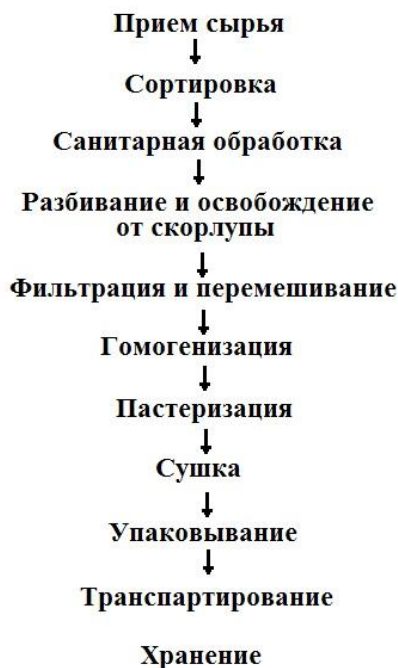 Прием сырья
Сортировка
Санитарная обработка
Разбивание и освобождение
от скорлупы
Фильтрация и перемешивание
Гомогенизация
Пастеризация
Сушка
Упаковывание
Транспартирование
Хранение